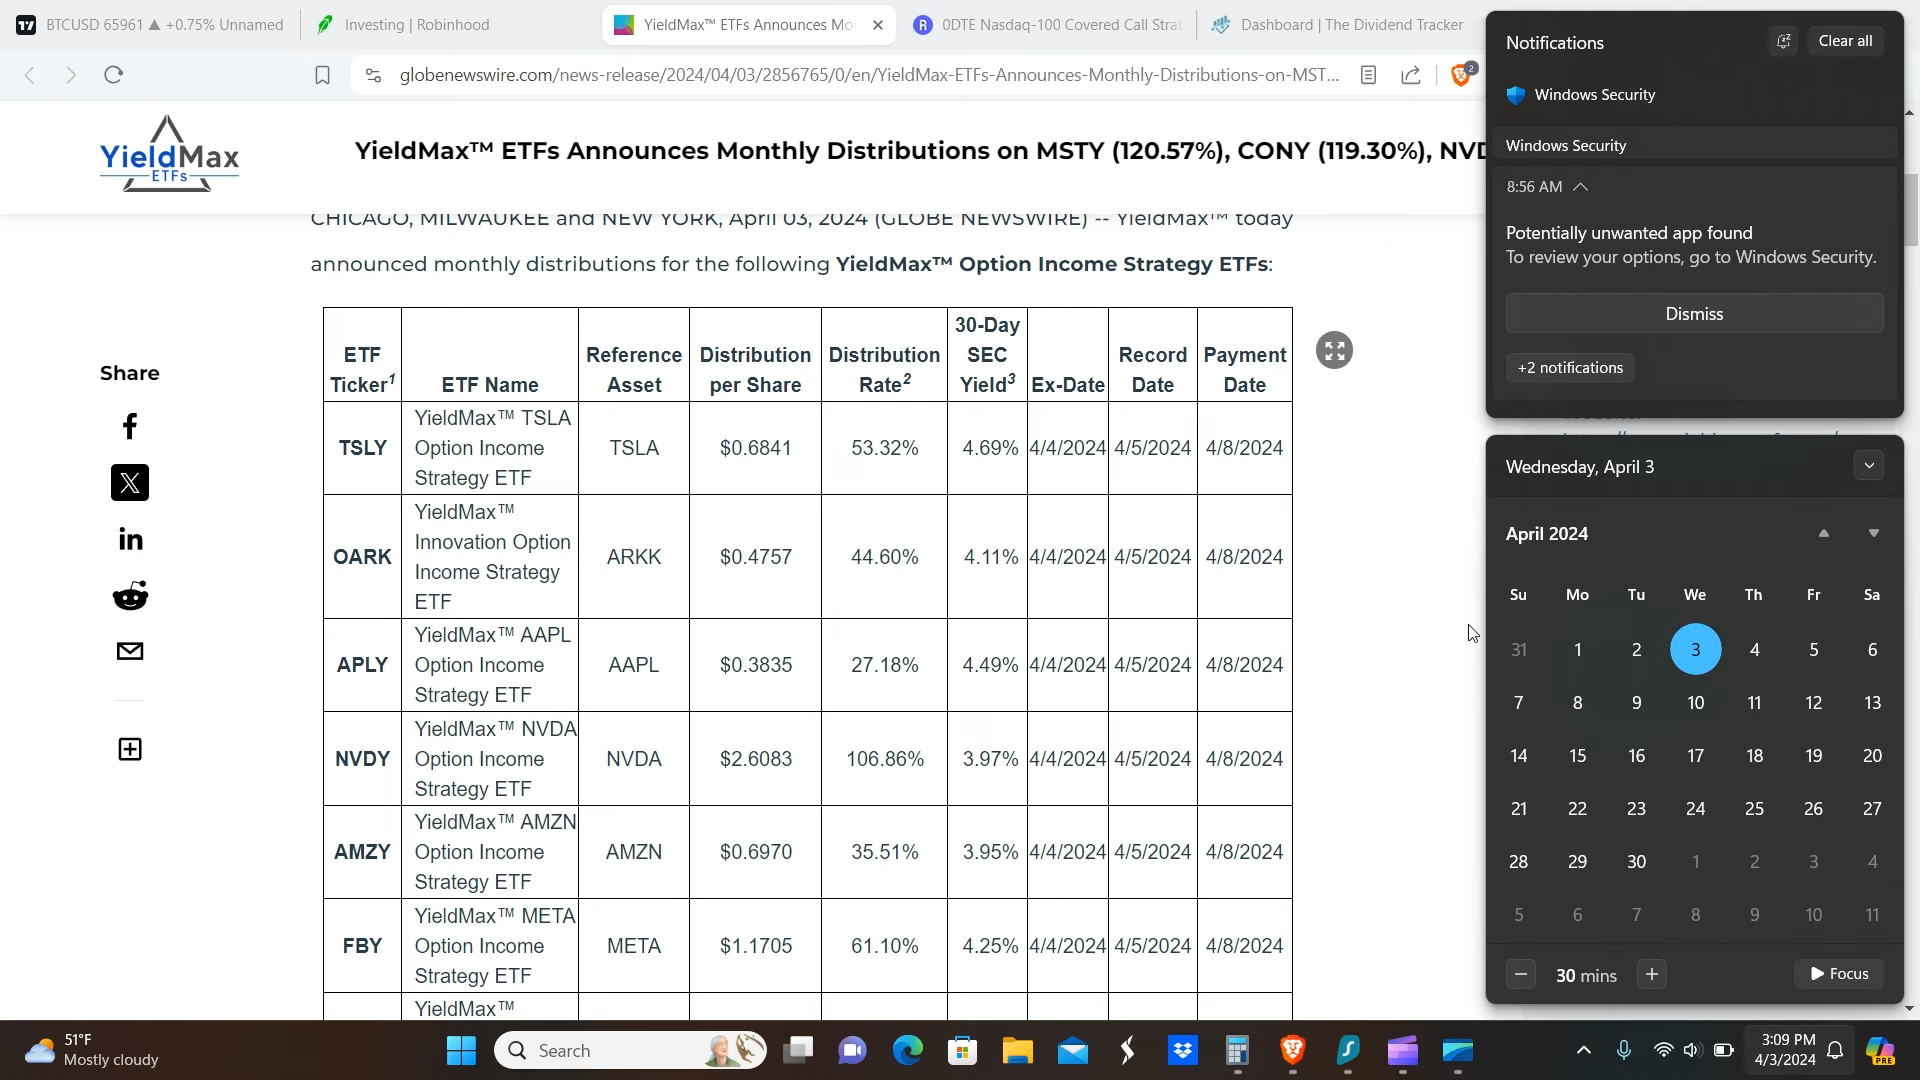 BTCUSD 65961 ▲ +0.75% Unnamed
Investing | Robinhood
YieldMax™ ETFs Announces Mo
0DTE Nasdaq-100 Covered Call Strat
Dashboard | The Dividend Tracker
globenewswire.com/news-release/2024/04/03/2856765/0/en/YieldMax-ETFs-Announces-Monthly-Distributions-on-MST...
2
YieldMax
ETFs
YieldMax™ ETFs Announces Monthly Distributions on MSTY (120.57%), CONY (119.30%), NVD
CHICAGO, MILWAUKEE and NEW YORK, April 03, 2024 (GLOBE NEWSWIRE) -- YieldMax™ today
announced monthly distributions for the following YieldMax™ Option Income Strategy ETFs:
Share
ETF Ticker1 ETF Name Reference Asset Distribution per Share Distribution Rate2 30-Day SEC Yield3 Ex-Date Record Date Payment Date
TSLY YieldMax™ TSLA Option Income Strategy ETF TSLA $0.6841 53.32% 4.69% 4/4/2024 4/5/2024 4/8/2024
OARK YieldMax™ Innovation Option Income Strategy ETF ARKK $0.4757 44.60% 4.11% 4/4/2024 4/5/2024 4/8/2024
APLY YieldMax™ AAPL Option Income Strategy ETF AAPL $0.3835 27.18% 4.49% 4/4/2024 4/5/2024 4/8/2024
NVDY YieldMax™ NVDA Option Income Strategy ETF NVDA $2.6083 106.86% 3.97% 4/4/2024 4/5/2024 4/8/2024
AMZY YieldMax™ AMZN Option Income Strategy ETF AMZN $0.6970 35.51% 3.95% 4/4/2024 4/5/2024 4/8/2024
FBY YieldMax™ META Option Income Strategy ETF META $1.1705 61.10% 4.25% 4/4/2024 4/5/2024 4/8/2024
YieldMax™
Notifications
Clear all
Windows Security
Windows Security
8:56 AM
Potentially unwanted app found
To review your options, go to Windows Security.
Dismiss
+2 notifications
Wednesday, April 3
April 2024
Su Mo Tu We Th Fr Sa
31 1 2 3 4 5 6
7 8 9 10 11 12 13
14 15 16 17 18 19 20
21 22 23 24 25 26 27
28 29 30 1 2 3 4
5 6 7 8 9 10 11
30 mins
Focus
51°F
Mostly cloudy
Search
3:09 PM
4/3/2024
PRE